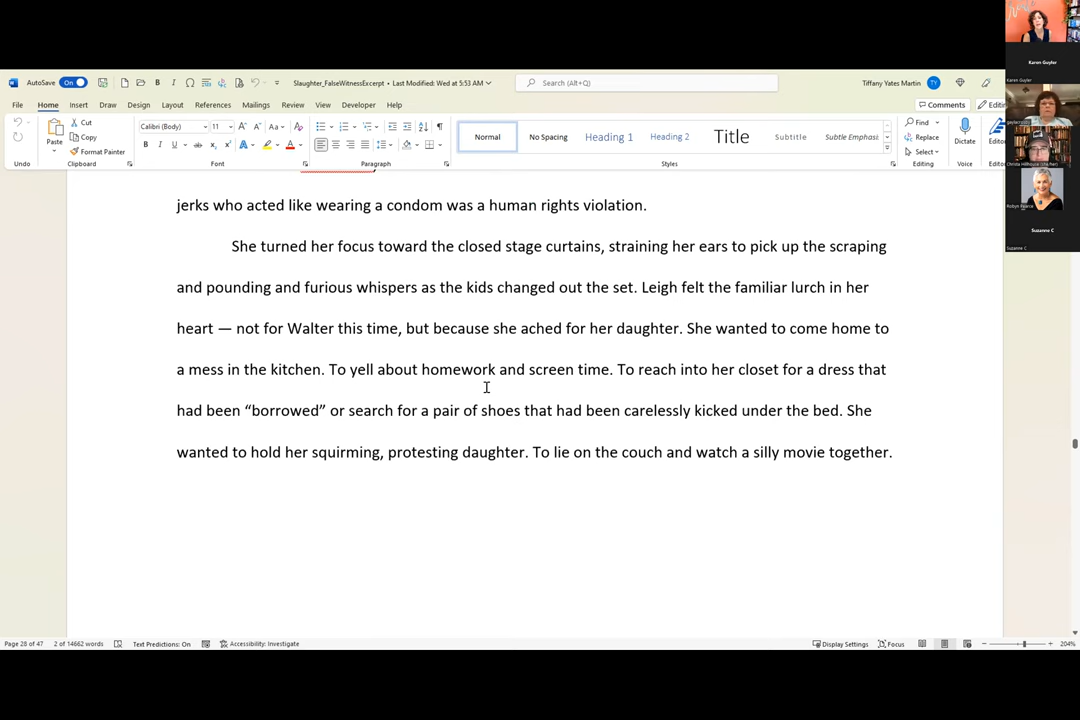 AutoSave On
Slaughter_FalseWitnessExcerpt • Last Modified: Wed at 5:53 AM
Search (Alt+Q)
Tiffany Yates Martin TY
File Home Insert Draw Design Layout References Mailings Review View Developer Help
Comments
Paste Cut Copy Format Painter
Calibri (Body) 11
Normal No Spacing Heading 1 Heading 2 Title Subtitle Subtle Emphasis
Find Replace Select
Dictate
Undo Clipboard Font Paragraph Styles Editing Voice
jerks who acted like wearing a condom was a human rights violation.
She turned her focus toward the closed stage curtains, straining her ears to pick up the scraping
and pounding and furious whispers as the kids changed out the set. Leigh felt the familiar lurch in her
heart — not for Walter this time, but because she ached for her daughter. She wanted to come home to
a mess in the kitchen. To yell about homework and screen time. To reach into her closet for a dress that
had been “borrowed” or search for a pair of shoes that had been carelessly kicked under the bed. She
wanted to hold her squirming, protesting daughter. To lie on the couch and watch a silly movie together.
Page 28 of 47 2 of 14662 words Text Predictions: On Accessibility: Investigate
Display Settings Focus 204%
Karen Guyler
Karen Guyler
Suzanne C
Suzanne C